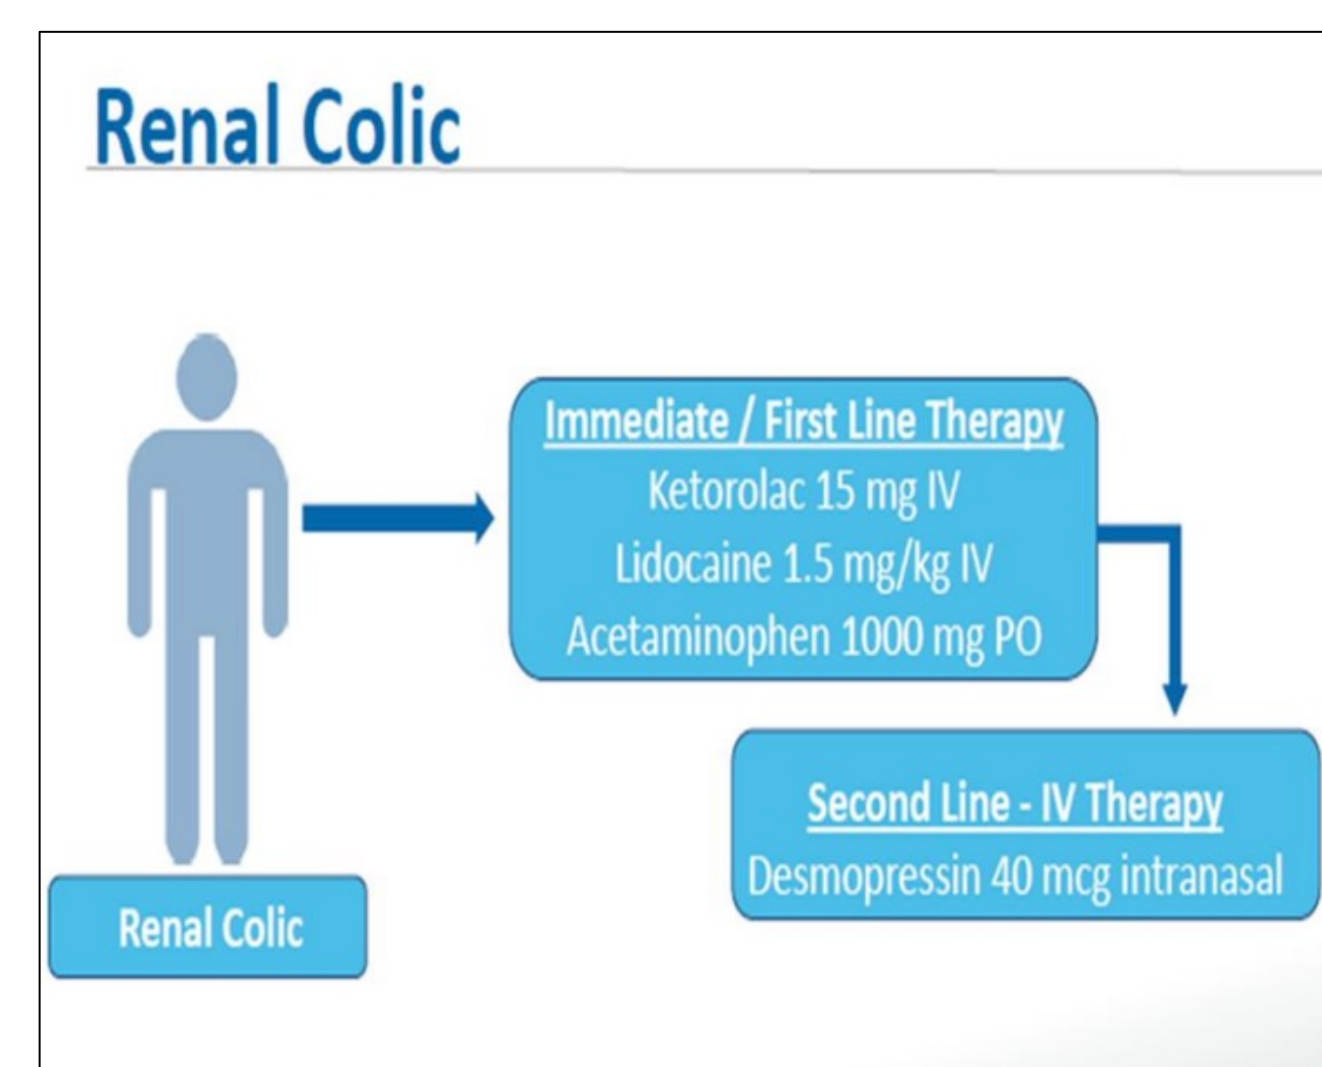 Renal Colic
Immediate / First Line Therapy
Ketorolac 15 mg IV
Lidocaine 1.5 mg/kg IV
Acetaminophen 1000 mg PO
Second Line - IV Therapy
Desmopressin 40 mcg intranasal
Renal Colic